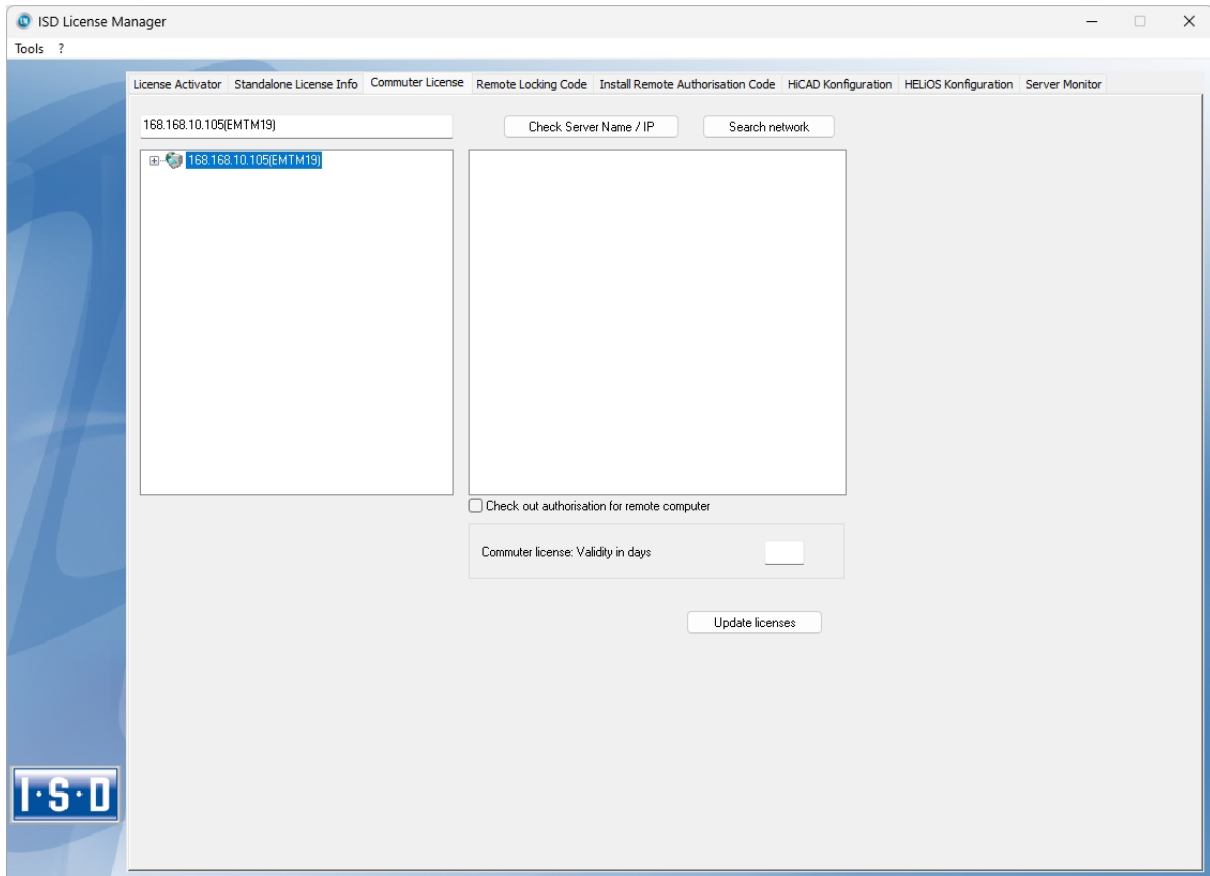 ISD License Manager
Tools ?
License Activator Standalone License Info Commuter License Remote Locking Code Install Remote Authorisation Code HiCAD Konfiguration HELiOS Konfiguration Server Monitor
168.168.10.105(EMTM19) Check Server Name / IP Search network
168.168.10.105(EMTM19)
Check out authorisation for remote computer
Commuter license: Validity in days
Update licenses
I·S·D